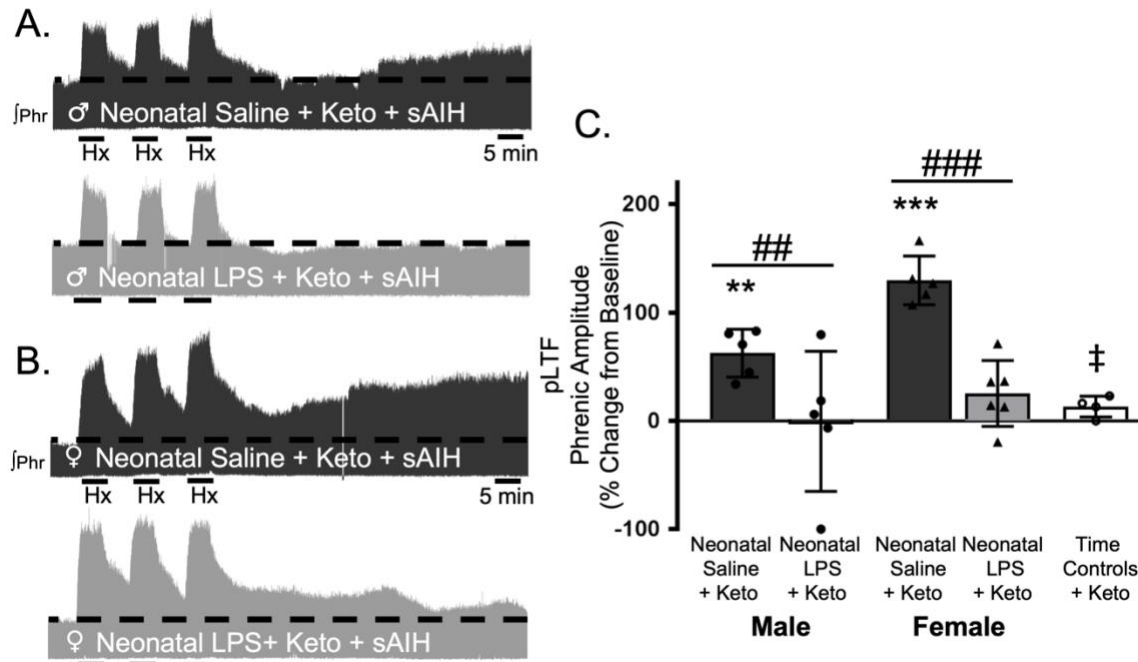 A.
∫Phr
♂ Neonatal Saline + Keto + sAIH
Hx Hx Hx
5 min
♂ Neonatal LPS + Keto + sAIH
B.
∫Phr
♀ Neonatal Saline + Keto + sAIH
Hx Hx Hx
5 min
♀ Neonatal LPS+ Keto + sAIH
C.
pLTF
Phrenic Amplitude
(% Change from Baseline)
200
100
0
-100
##
**
###
***
‡
Neonatal Saline + Keto
Neonatal LPS + Keto
Neonatal Saline + Keto
Neonatal LPS + Keto
Time Controls + Keto
Male
Female